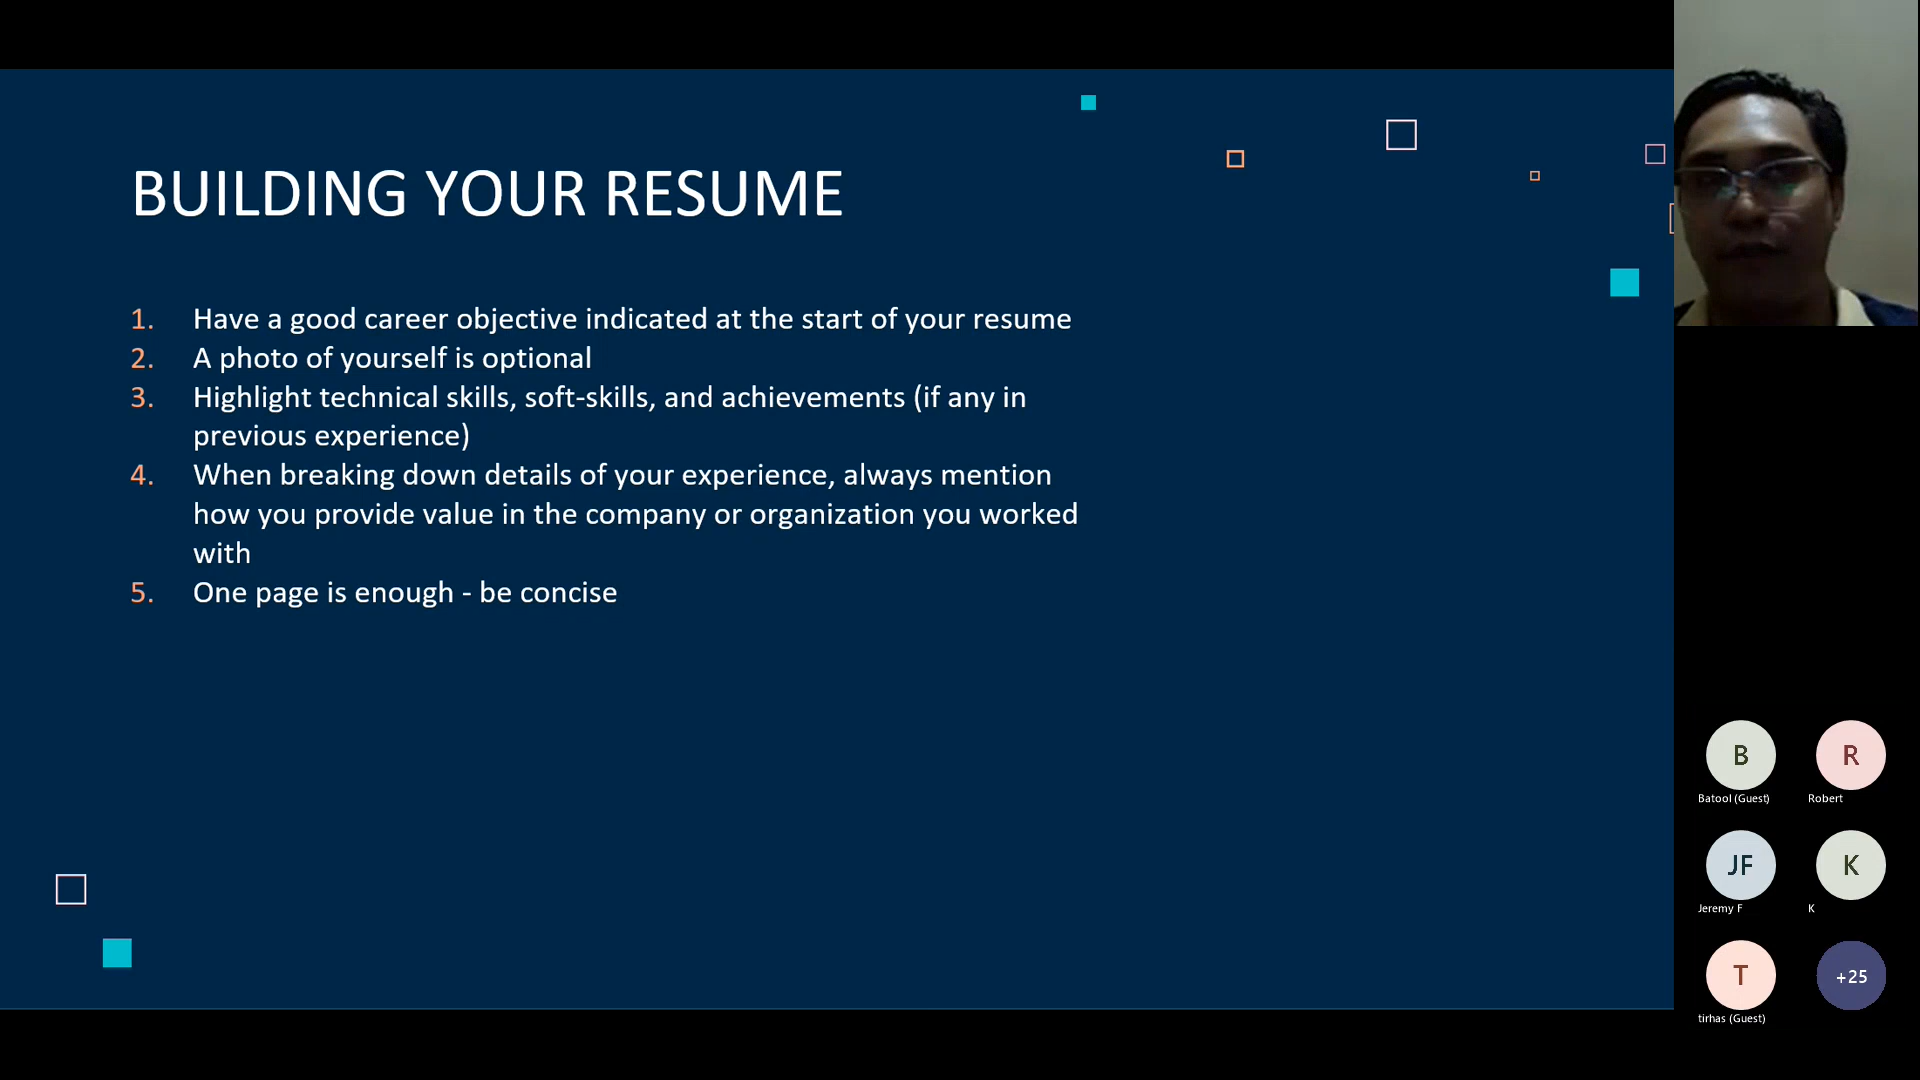 BUILDING YOUR RESUME
1. Have a good career objective indicated at the start of your resume
2. A photo of yourself is optional
3. Highlight technical skills, soft-skills, and achievements (if any in
previous experience)
4. When breaking down details of your experience, always mention
how you provide value in the company or organization you worked
with
5. One page is enough - be concise
B
Batool (Guest)
R
Robert
JF
Jeremy F
K
K
T
tirhas (Guest)
+25